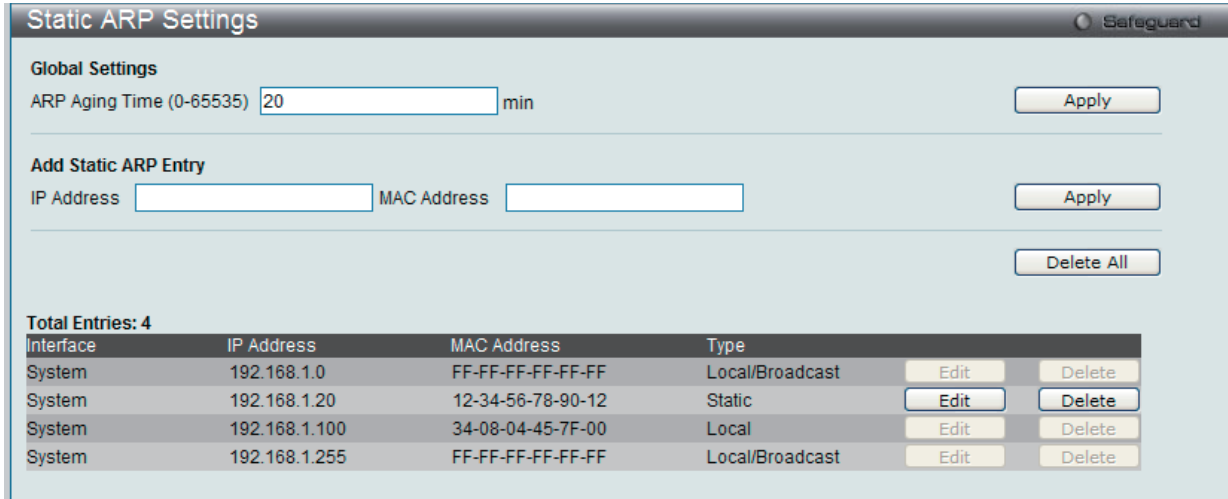 Static ARP Settings Safeguard
Global Settings
ARP Aging Time (0-65535) 20 min Apply
Add Static ARP Entry
IP Address MAC Address Apply
Delete All
Total Entries: 4
Interface IP Address MAC Address Type
System 192.168.1.0 FF-FF-FF-FF-FF-FF Local/Broadcast Edit Delete
System 192.168.1.20 12-34-56-78-90-12 Static Edit Delete
System 192.168.1.100 34-08-04-45-7F-00 Local Edit Delete
System 192.168.1.255 FF-FF-FF-FF-FF-FF Local/Broadcast Edit Delete